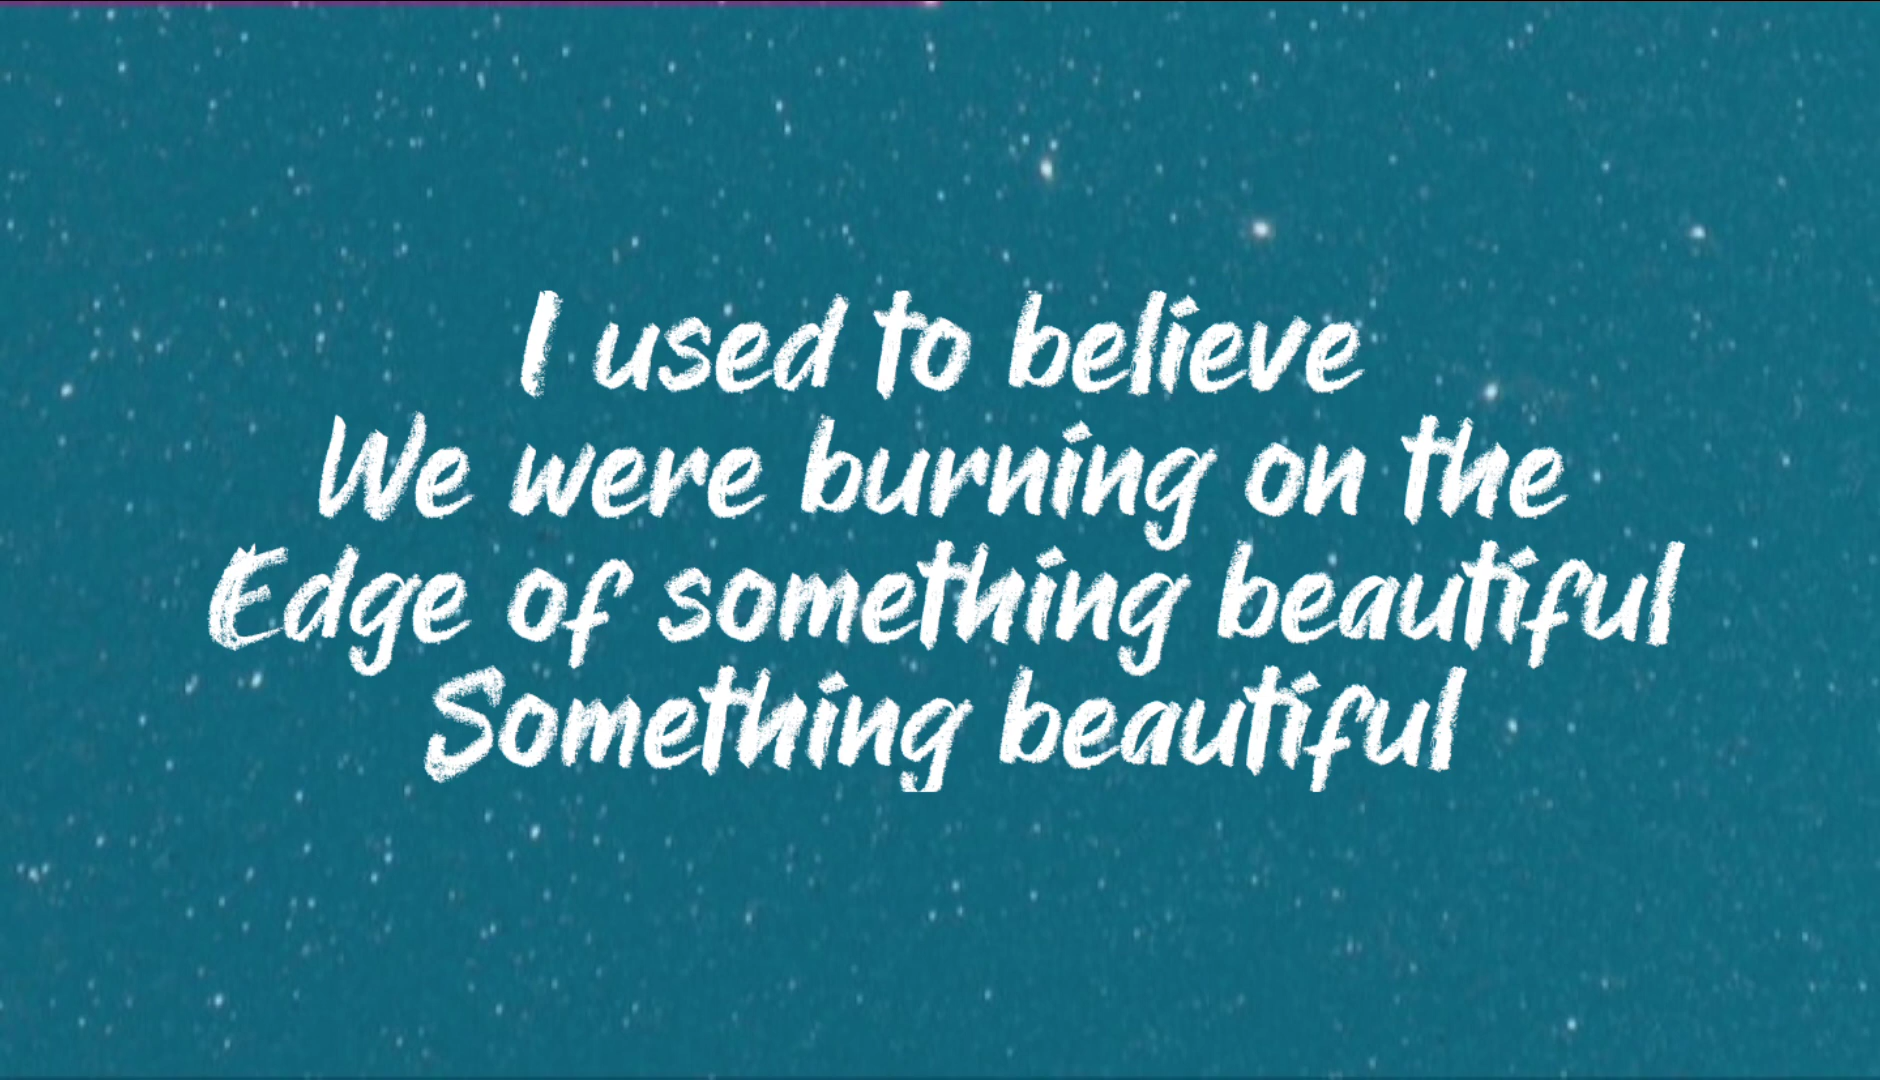 I used to believe
We were burning on the
Edge of something beautiful
Something beautiful